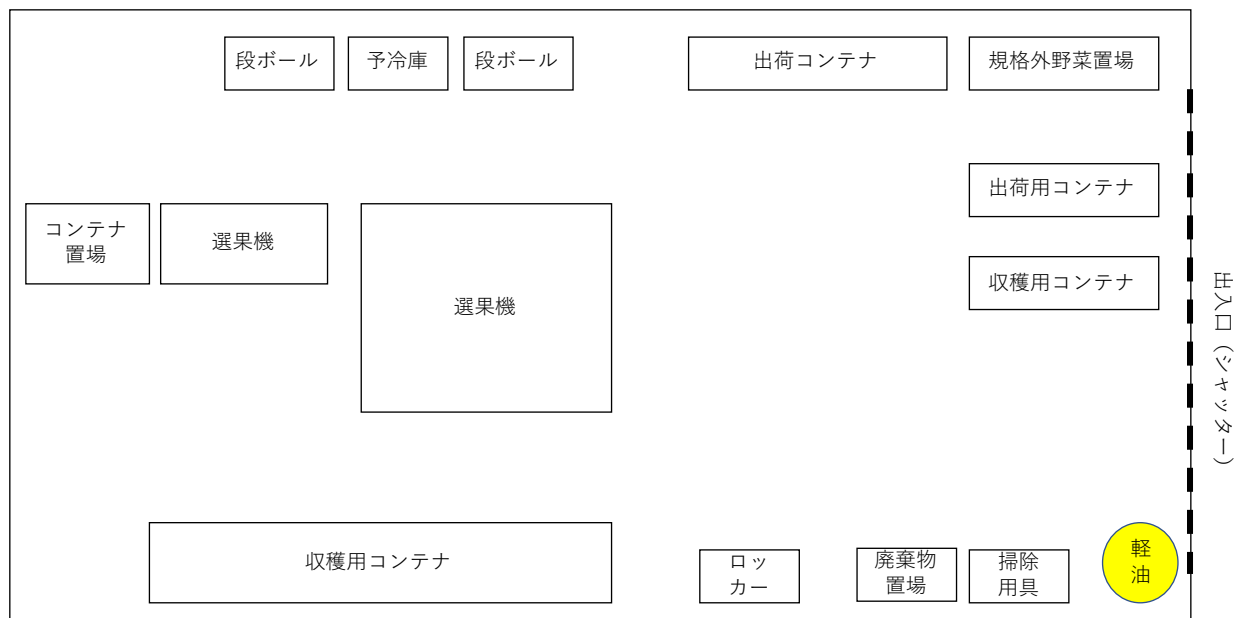 段ボール
予冷庫
段ボール
出荷コンテナ
規格外野菜置場
出荷用コンテナ
コンテナ
置場
選果機
選果機
収穫用コンテナ
出入口（シャッター）
収穫用コンテナ
ロッ
カー
廃棄物
置場
掃除
用具
軽
油